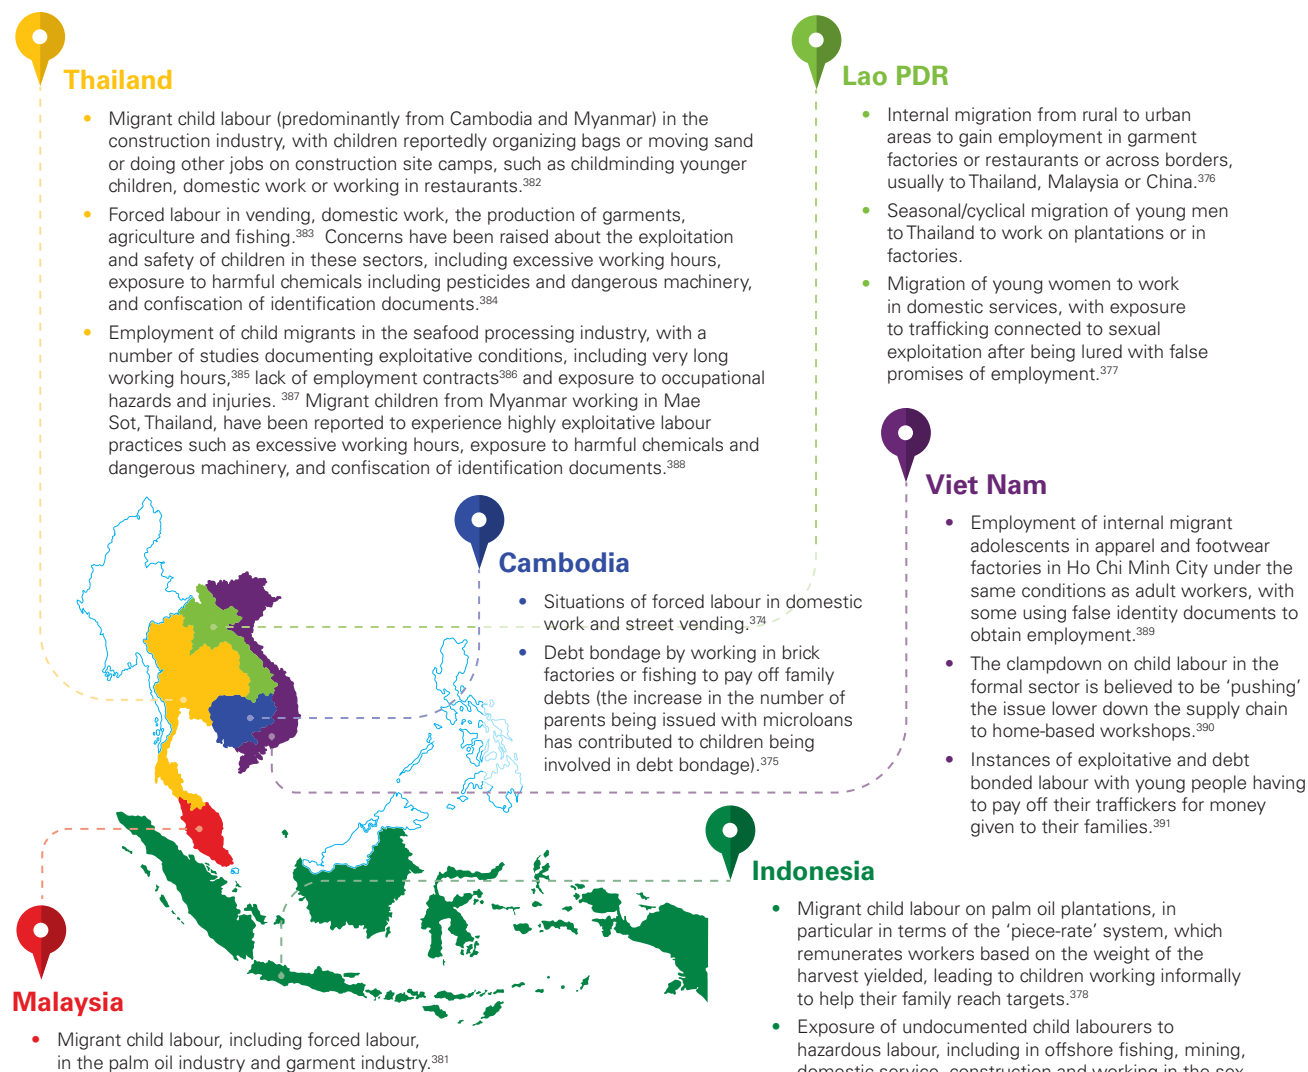 Thailand
• Migrant child labour (predominantly from Cambodia and Myanmar) in the
construction industry, with children reportedly organizing bags or moving sand
or doing other jobs on construction site camps, such as childminding younger
children, domestic work or working in restaurants.382
• Forced labour in vending, domestic work, the production of garments,
agriculture and fishing.383 Concerns have been raised about the exploitation
and safety of children in these sectors, including excessive working hours,
exposure to harmful chemicals including pesticides and dangerous machinery,
and confiscation of identification documents.384
• Employment of child migrants in the seafood processing industry, with a
number of studies documenting exploitative conditions, including very long
working hours,385 lack of employment contracts386 and exposure to occupational
hazards and injuries. 387 Migrant children from Myanmar working in Mae
Sot, Thailand, have been reported to experience highly exploitative labour
practices such as excessive working hours, exposure to harmful chemicals and
dangerous machinery, and confiscation of identification documents.388
Lao PDR
• Internal migration from rural to urban
areas to gain employment in garment
factories or restaurants or across borders,
usually to Thailand, Malaysia or China.376
• Seasonal/cyclical migration of young men
to Thailand to work on plantations or in
factories.
• Migration of young women to work
in domestic services, with exposure
to trafficking connected to sexual
exploitation after being lured with false
promises of employment.377
Cambodia
• Situations of forced labour in domestic
work and street vending.374
• Debt bondage by working in brick
factories or fishing to pay off family
debts (the increase in the number of
parents being issued with microloans
has contributed to children being
involved in debt bondage).375
Viet Nam
• Employment of internal migrant
adolescents in apparel and footwear
factories in Ho Chi Minh City under the
same conditions as adult workers, with
some using false identity documents to
obtain employment.389
• The clampdown on child labour in the
formal sector is believed to be ‘pushing’
the issue lower down the supply chain
to home-based workshops.390
• Instances of exploitative and debt
bonded labour with young people having
to pay off their traffickers for money
given to their families.391
Indonesia
• Migrant child labour on palm oil plantations, in
particular in terms of the ‘piece-rate’ system, which
remunerates workers based on the weight of the
harvest yielded, leading to children working informally
to help their family reach targets.378
• Exposure of undocumented child labourers to
hazardous labour, including in offshore fishing, mining,
domestic service, construction and working in the sex
Malaysia
• Migrant child labour, including forced labour,
in the palm oil industry and garment industry.381